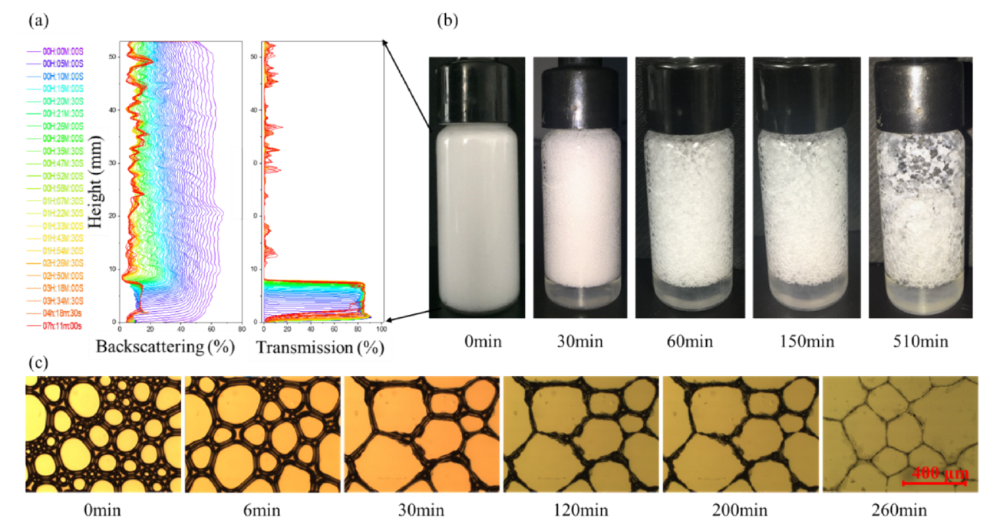 (a)
(b)
00H:00M:00S
00H:05M:00S
00H:10M:00S
00H:15M:00S
00H:20M:30S
00H:21M:30S
00H:26M:00S
00H:28M:00S
00H:35M:30S
00H:47M:30S
00H:52M:00S
00H:58M:00S
01H:07M:30S
01H:22M:30S
01H:33M:00S
01H:43M:30S
01H:54M:30S
02H:26M:30S
02H:50M:00S
03H:18M:00S
03H:34M:30S
04h:18m:30s
07h:11m:00s
Height (mm)
50
40
30
20
10
0
0 20 40 60 80
Backscattering (%)
50
40
0
0
10
0
0 20 40 60 80 100
Transmission (%)
0min 30min 60min 150min 510min
(c)
400 μm
0min 6min 30min 120min 200min 260min